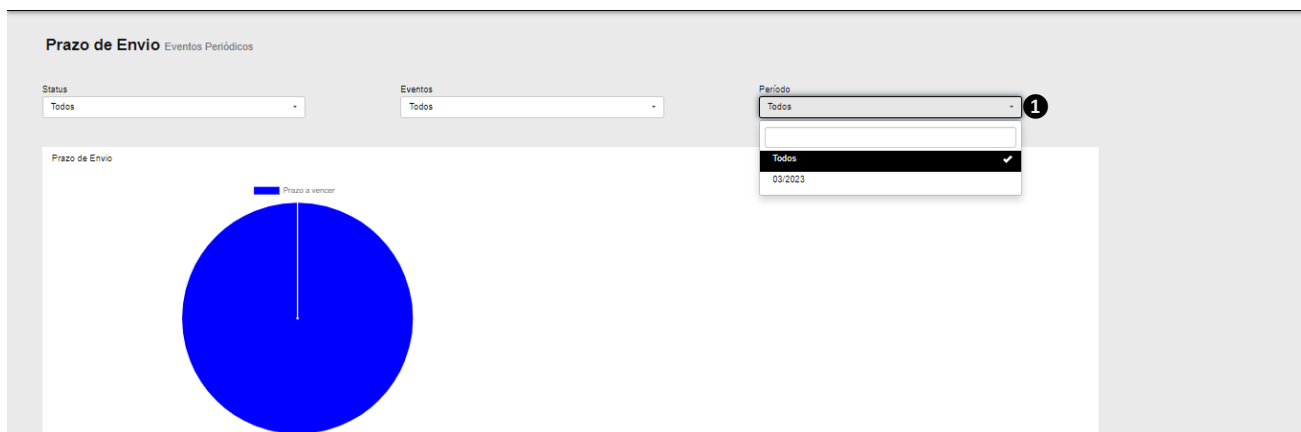 Prazo de Envio Eventos Periódicos
Status
Eventos
Período
Todos
Todos
Todos
1
Todos
03/2023
Prazo de Envio
Prazo a vencer